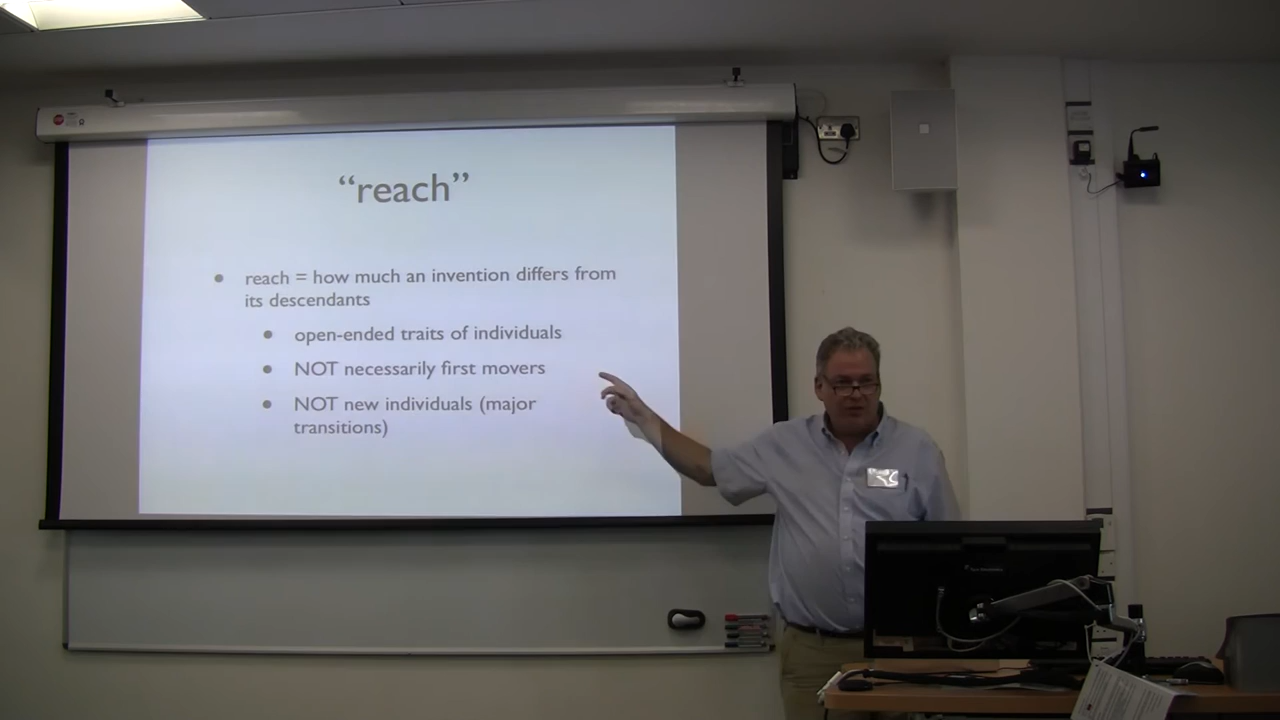 “reach”
• reach = how much an invention differs from
its descendants
• open-ended traits of individuals
• NOT necessarily first movers
• NOT new individuals (major
transitions)